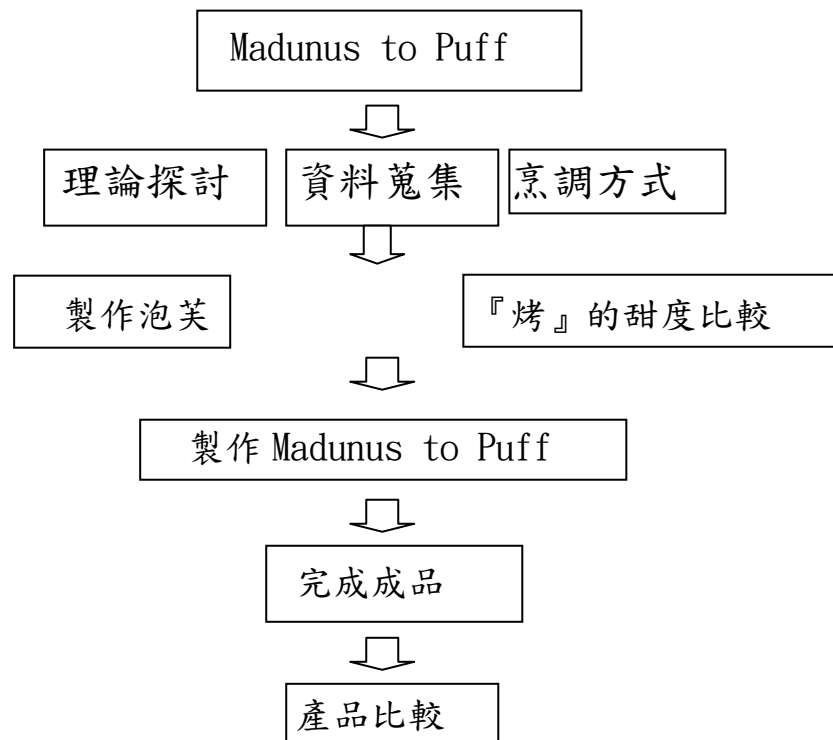 Madunus to Puff
理論探討
資料蒐集
烹調方式
製作泡芙
『烤』的甜度比較
製作 Madunus to Puff
完成成品
產品比較